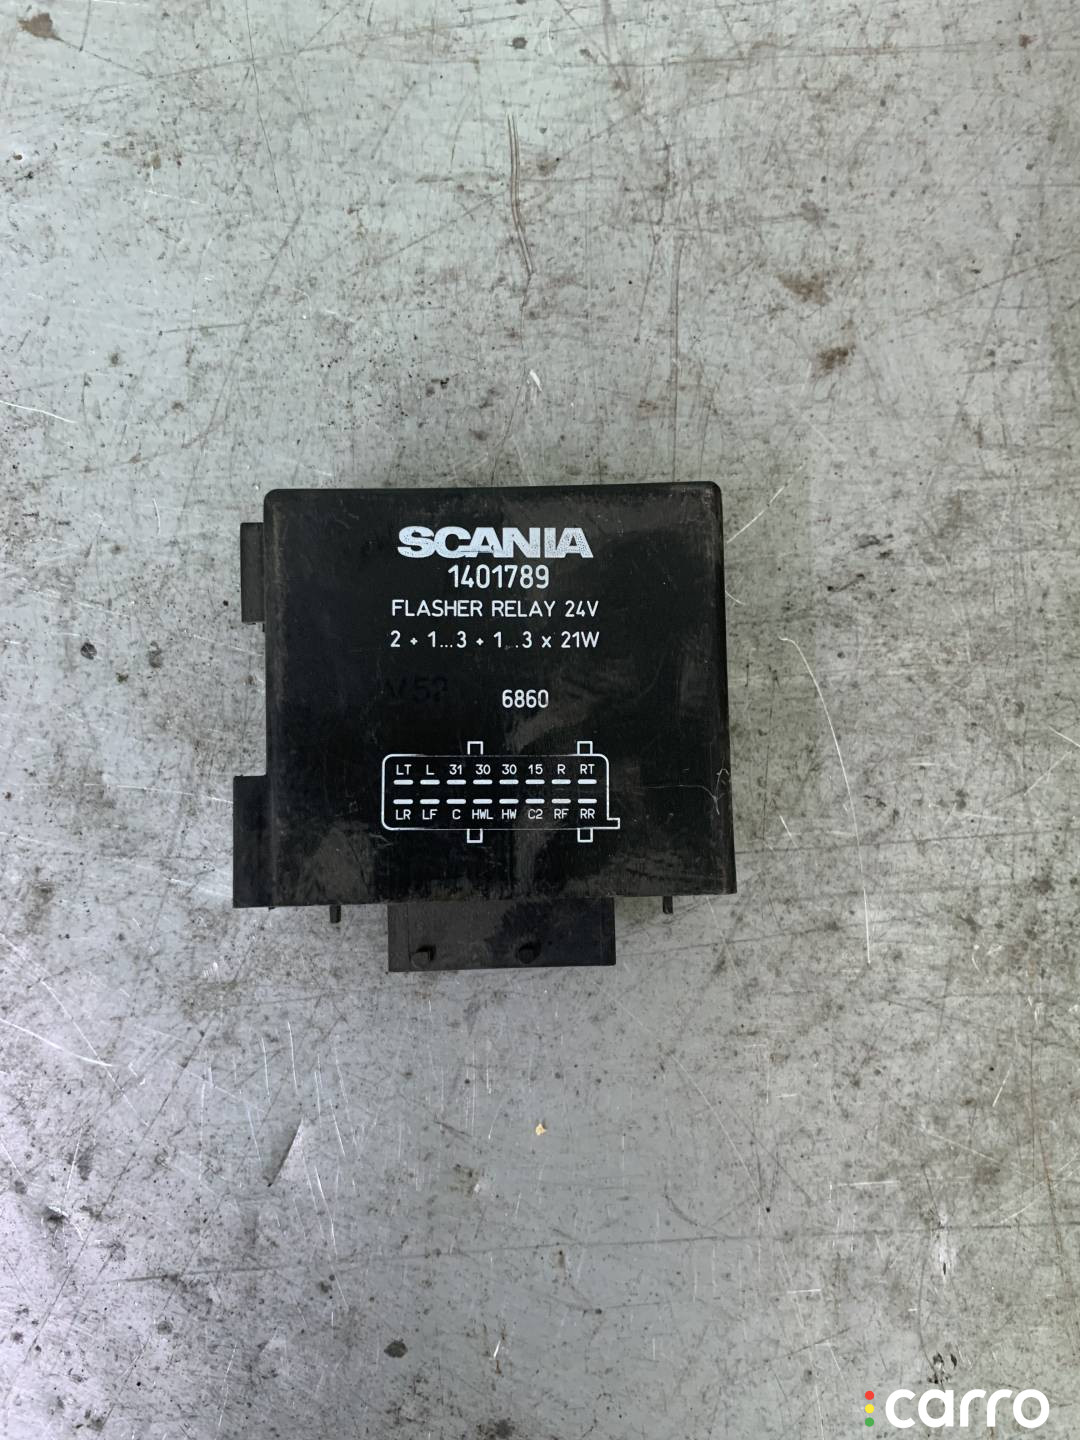 SCANIA
1401789
FLASHER RELAY 24V
2 + 1...3 + 1...3 x 21W
6860
LT L 31 30 30 15 R RT
LR LF C HWL HW C2 RF RR
carro